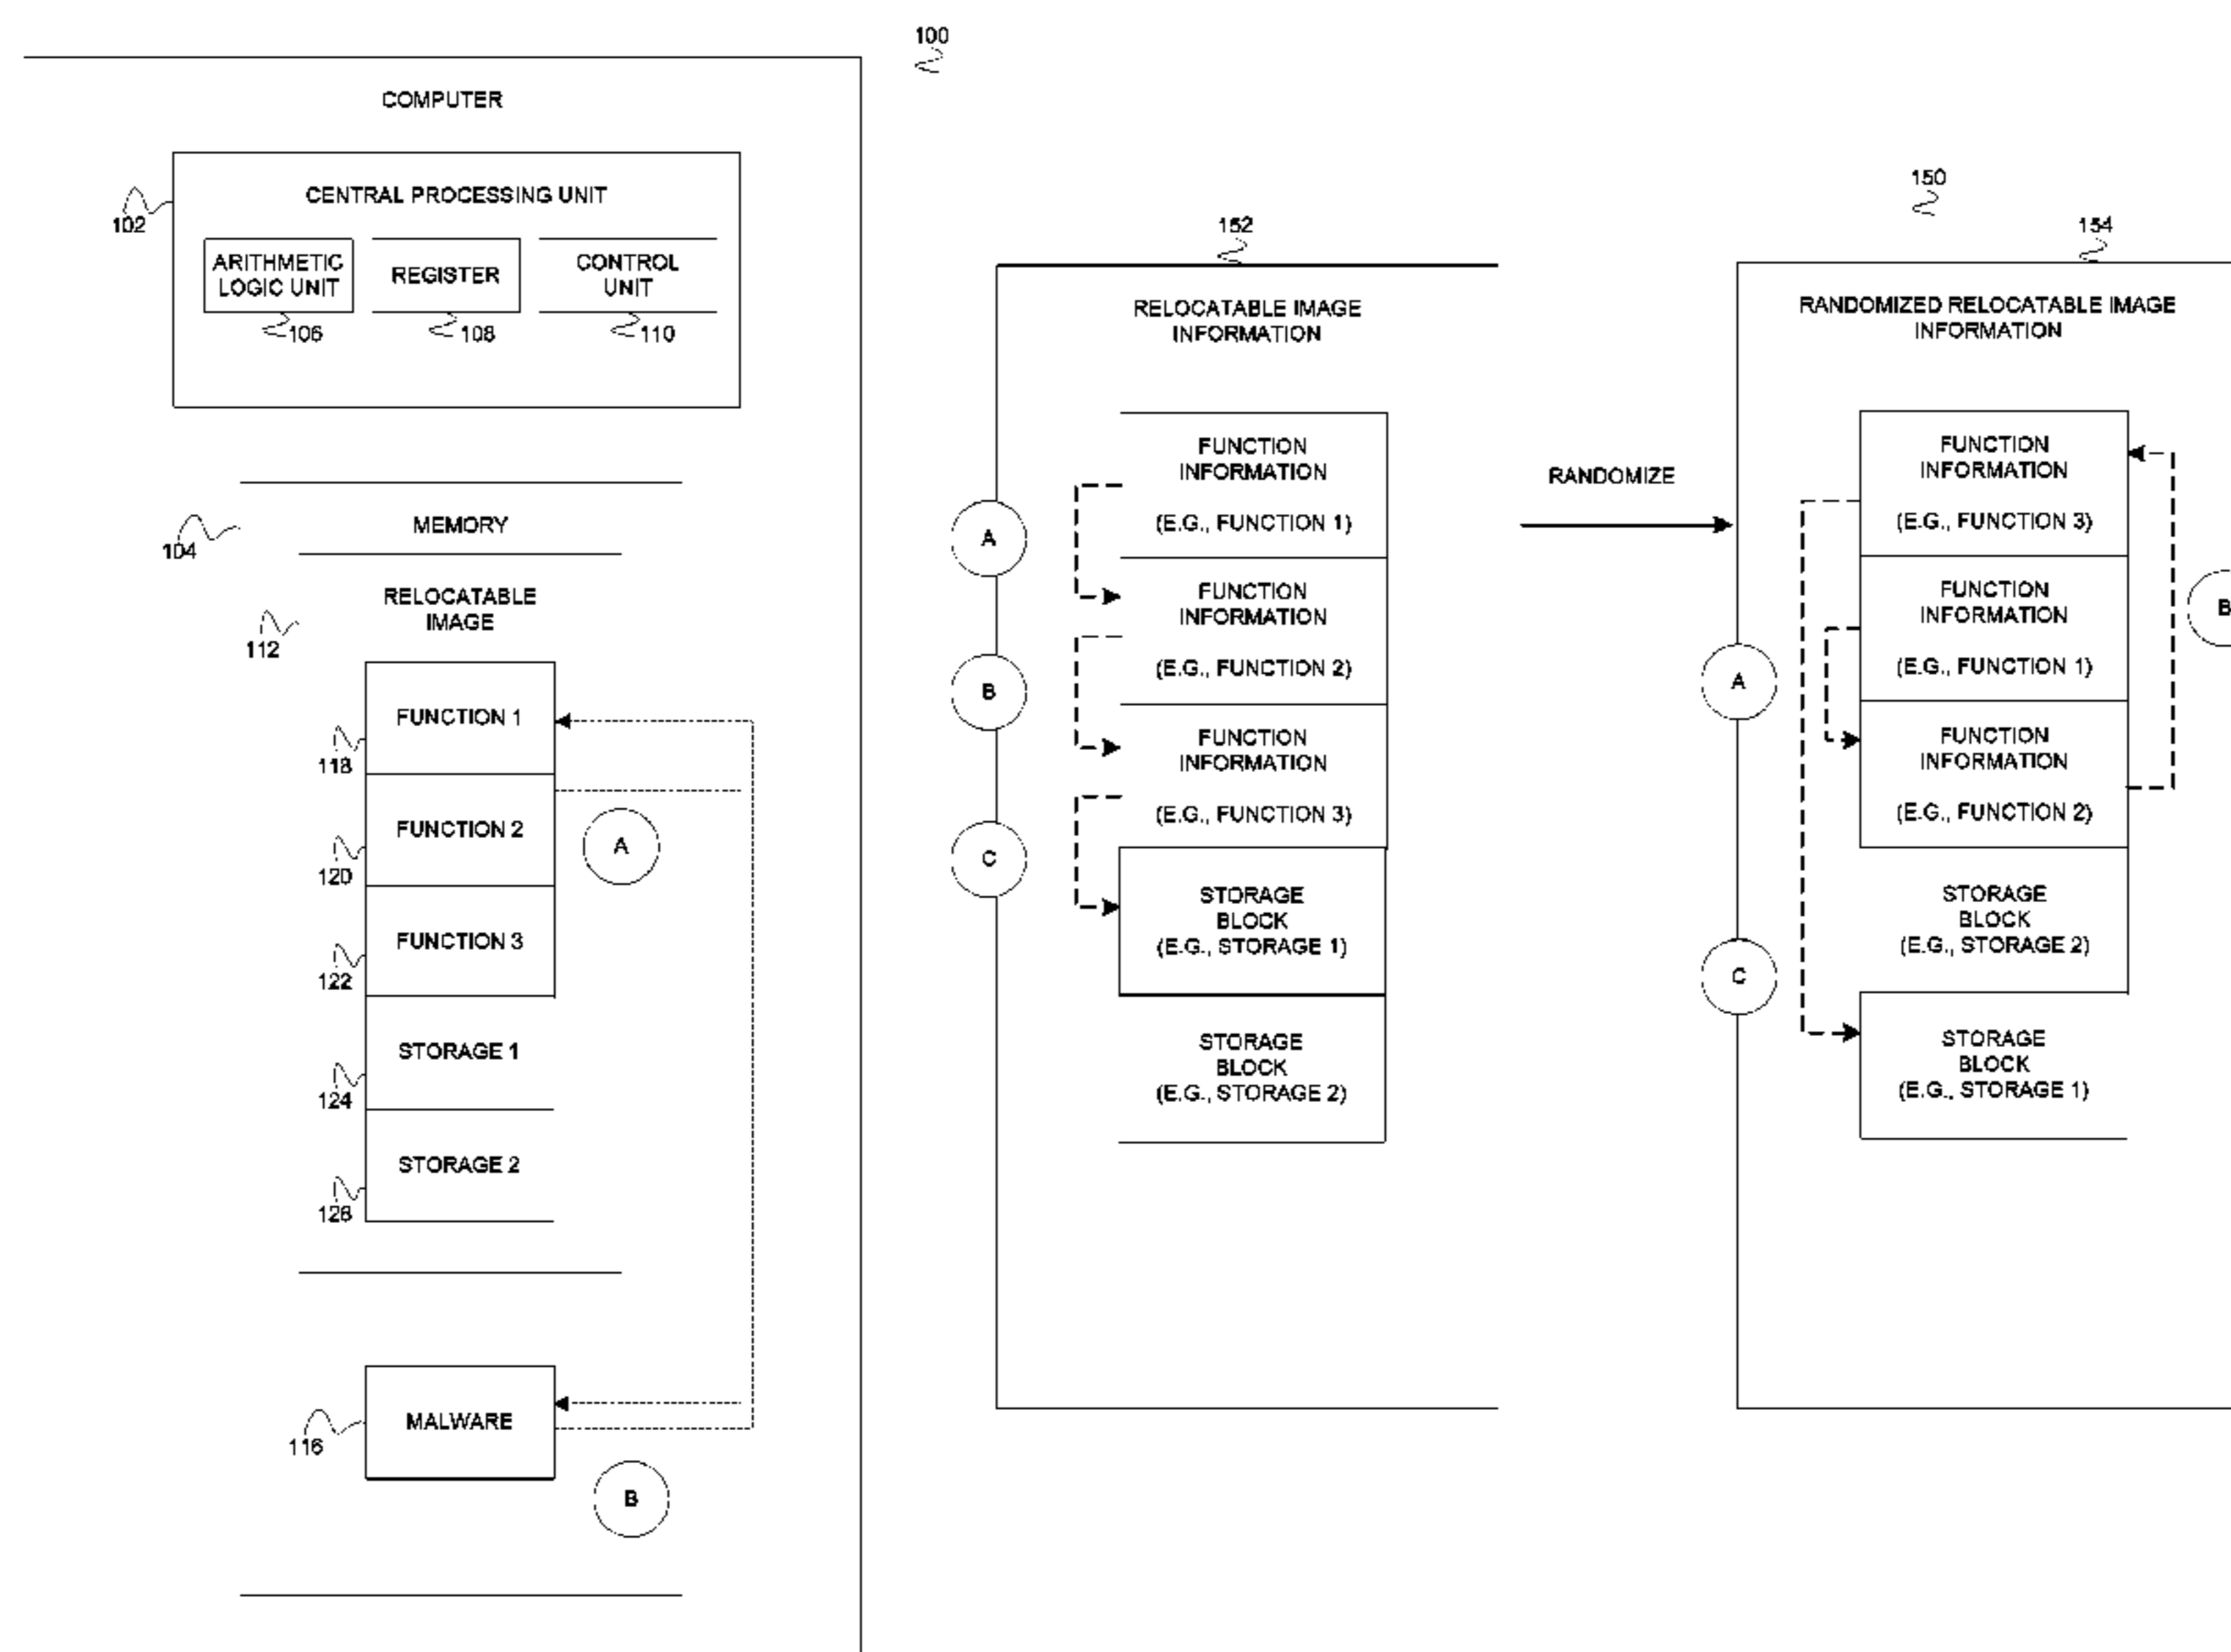 100
COMPUTER
CENTRAL PROCESSING UNIT
102
ARITHMETIC
LOGIC UNIT
106
REGISTER
108
CONTROL
UNIT
110
MEMORY
104
RELOCATABLE
IMAGE
112
FUNCTION 1
118
FUNCTION 2
120
A
FUNCTION 3
122
STORAGE 1
124
STORAGE 2
126
MALWARE
116
B
150
152
RELOCATABLE IMAGE
INFORMATION
FUNCTION
INFORMATION
(E.G., FUNCTION 1)
A
FUNCTION
INFORMATION
(E.G., FUNCTION 2)
B
FUNCTION
INFORMATION
(E.G., FUNCTION 3)
C
STORAGE
BLOCK
(E.G., STORAGE 1)
STORAGE
BLOCK
(E.G., STORAGE 2)
RANDOMIZE
154
RANDOMIZED RELOCATABLE IMAGE
INFORMATION
FUNCTION
INFORMATION
(E.G., FUNCTION 3)
FUNCTION
INFORMATION
(E.G., FUNCTION 1)
B
A
FUNCTION
INFORMATION
(E.G., FUNCTION 2)
STORAGE
BLOCK
(E.G., STORAGE 2)
C
STORAGE
BLOCK
(E.G., STORAGE 1)